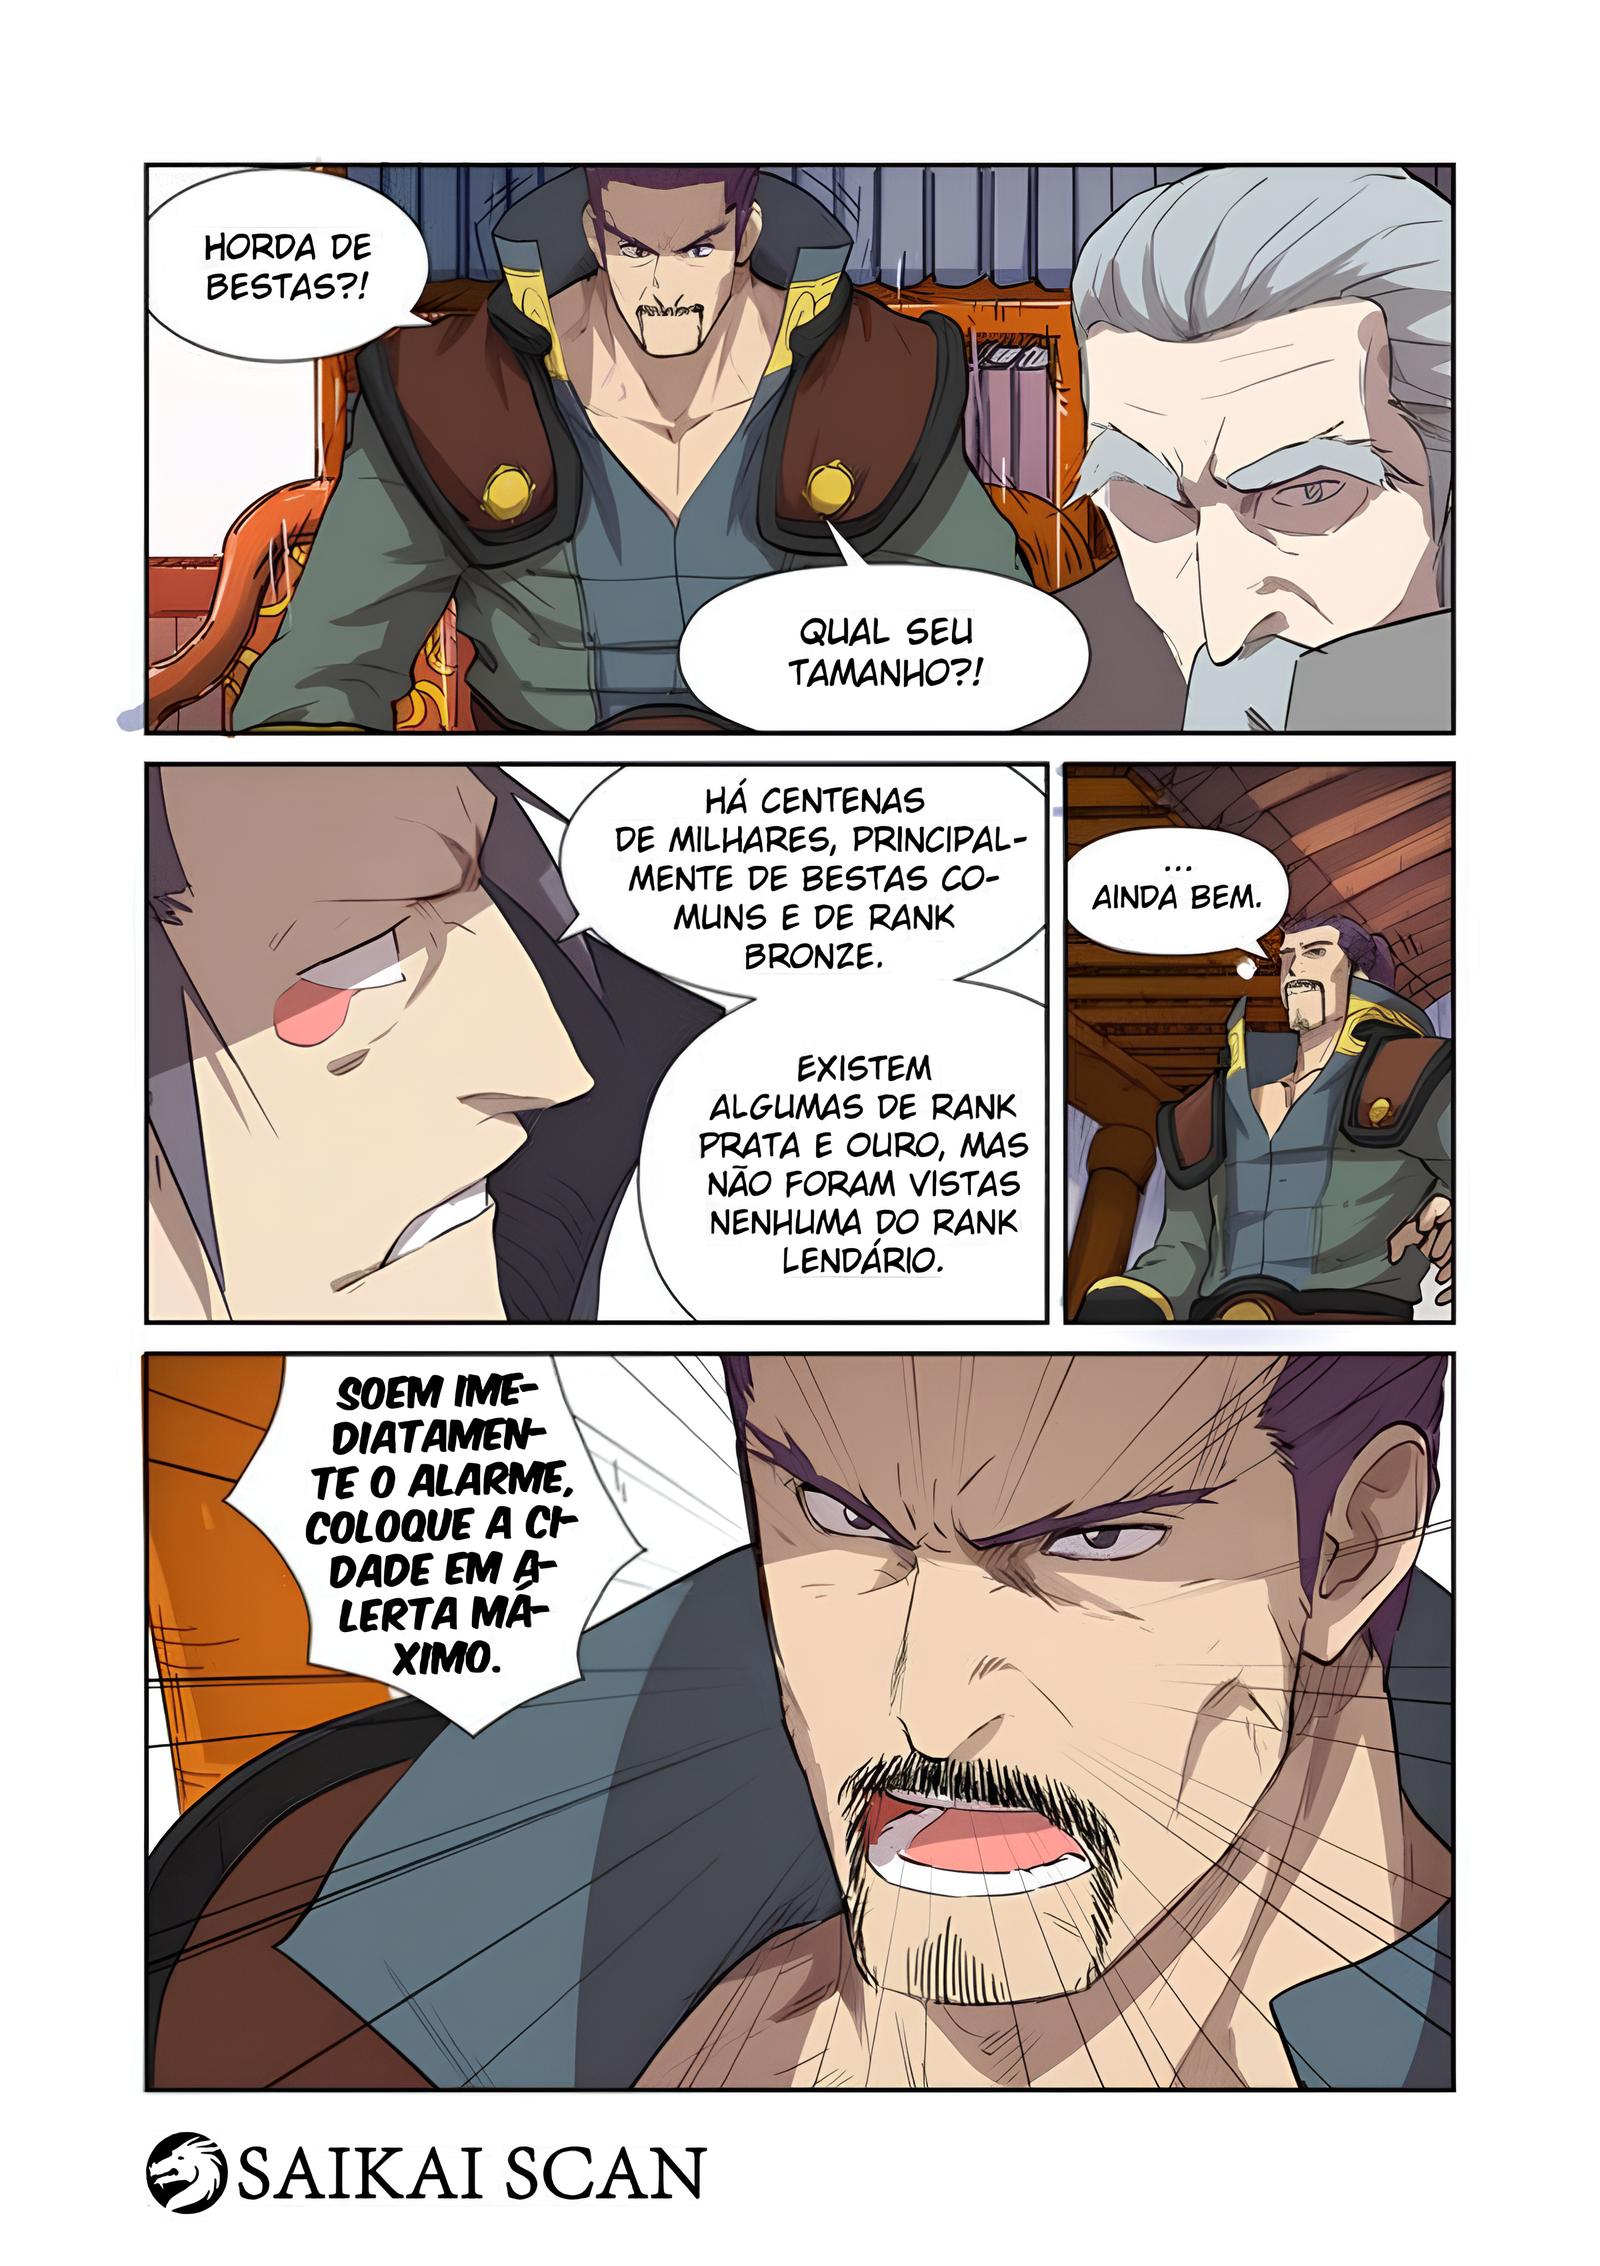 HORDA DE
BESTAS?!
QUAL SEU
TAMANHO?!
HÁ CENTENAS
DE MILHARES, PRINCIPAL-
MENTE DE BESTAS CO-
MUNS E DE RANK
BRONZE.
EXISTEM
ALGUMAS DE RANK
PRATA E OURO, MAS
NÃO FORAM VISTAS
NENHUMA DO RANK
LENDÁRIO.
...
AINDA BEM.
SOEM IME-
DIATAMEN-
TE O ALARME,
COLOQUE A CI-
DADE EM A-
LERTA MÁ-
XIMO.
SAIKAI SCAN